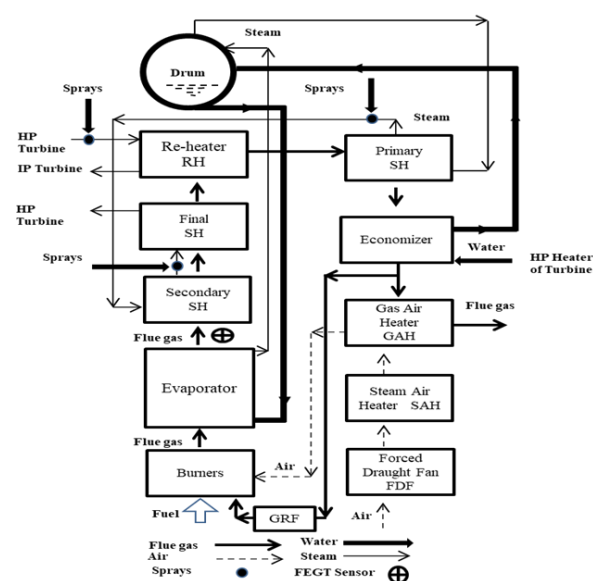 Steam
Drum
Sprays
Sprays
Steam
HP
Turbine
Re-heater
RH
Primary
SH
IP Turbine
HP
Turbine
Final
SH
Economizer
Water
HP Heater
of Turbine
Sprays
Secondary
SH
Gas Air
Heater
GAH
Flue gas
Flue gas
Evaporator
Steam Air
Heater SAH
Flue gas
Burners
Air
Forced
Draught Fan
FDF
Fuel
GRF
Air
Flue gas
Water
Air
Steam
Sprays
FEGT Sensor